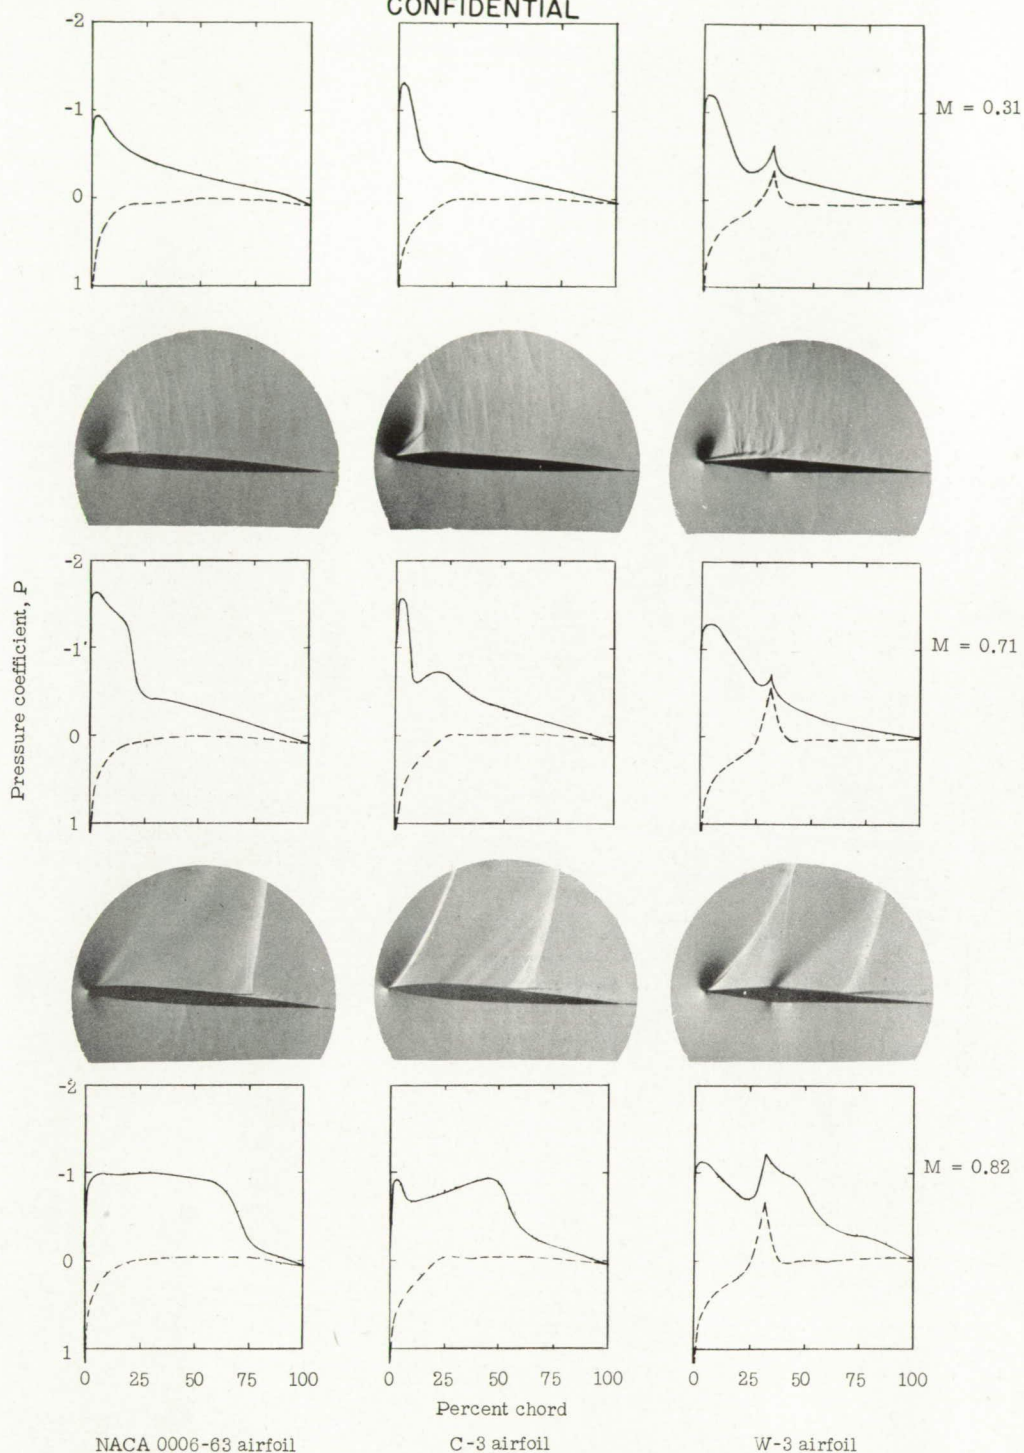 CONFIDENTIAL
-2
-1
0
1
M = 0.31
Pressure coefficient, P
-2
-1
0
1
M = 0.71
-2
-1
0
1
M = 0.82
0 25 50 75 100 0 25 50 75 100 0 25 50 75 100
Percent chord
NACA 0006-63 airfoil C-3 airfoil W-3 airfoil